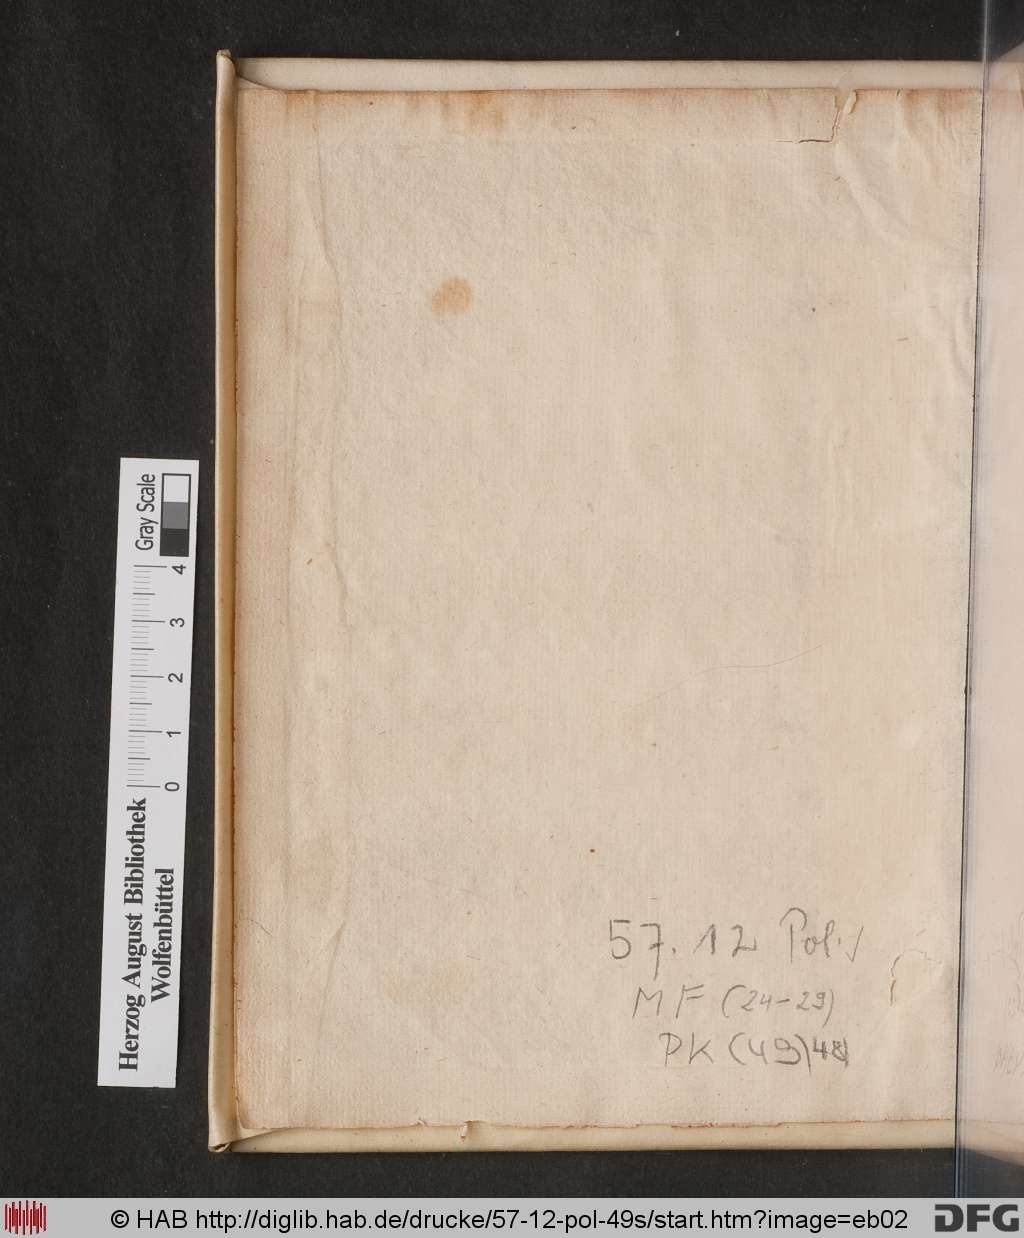 57. 12 Pol. √
MF (24-29)
PK (49)
Gray Scale
0 1 2 3 4
Herzog August Bibliothek
Wolfenbüttel
© HAB http://diglib.hab.de/drucke/57-12-pol-49s/start.htm?image=eb02
DFG